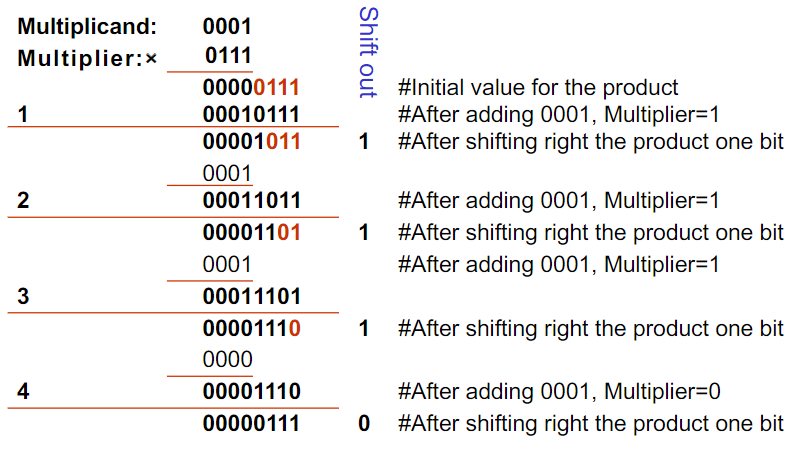 Multiplicand: 0001
Multiplier:× 0111
Shift out
00000111 #Initial value for the product
1 00010111 #After adding 0001, Multiplier=1
00001011 1 #After shifting right the product one bit
0001
2 00011011 #After adding 0001, Multiplier=1
00001101 1 #After shifting right the product one bit
0001 #After adding 0001, Multiplier=1
3 00011101
00001110 1 #After shifting right the product one bit
0000
4 00001110 #After adding 0001, Multiplier=0
00000111 0 #After shifting right the product one bit